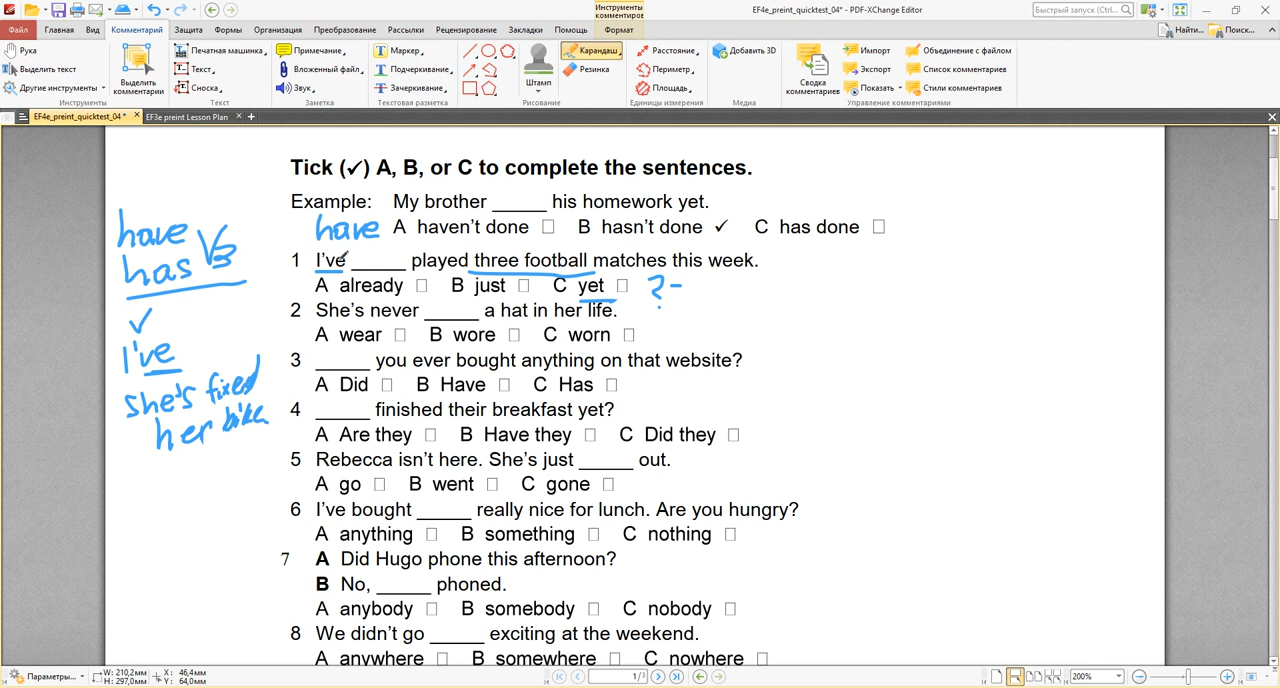 Инструменты комментиров
EF4e_preint_quicktest_04* - PDF-XChange Editor
Быстрый запуск (Ctrl...
Файл Главная Вид Комментарий Защита Формы Организация Преобразование Рассылки Рецензирование Закладки Помощь Формат Найти... Поиск...
Рука
Выделить текст
Другие инструменты
Инструменты
Выделить комментарии
Печатная машинка
Текст
Сноска
Текст
Примечание
Вложенный файл
Звук
Заметка
Маркер
Подчеркивание
Зачеркивание
Текстовая разметка
Штамп
Карандаш
Резинка
Рисование
Расстояние
Периметр
Площадь
Единицы измерения
Добавить 3D
Медиа
Сводка комментариев
Импорт
Экспорт
Показать
Объединение с файлом
Список комментариев
Стили комментариев
Управление комментариями
EF4e_preint_quicktest_04 * EF3e preint Lesson Plan
Tick (✓) A, B, or C to complete the sentences.
Example: My brother _____ his homework yet.
A haven't done □ B hasn't done ✓ C has done □
have
1 I've _____ played three football matches this week.
A already □ B just □ C yet □ ?-
2 She's never _____ a hat in her life.
A wear □ B wore □ C worn □
3 _____ you ever bought anything on that website?
A Did □ B Have □ C Has □
4 _____ finished their breakfast yet?
A Are they □ B Have they □ C Did they □
5 Rebecca isn't here. She's just _____ out.
A go □ B went □ C gone □
6 I've bought _____ really nice for lunch. Are you hungry?
A anything □ B something □ C nothing □
7 A Did Hugo phone this afternoon?
B No, _____ phoned.
A anybody □ B somebody □ C nobody □
8 We didn't go _____ exciting at the weekend.
A anywhere □ B somewhere □ C nowhere □
have V3
has
✓
I've
she's fixed
her bike
Параметры...
W: 210,2мм
H: 297,0мм
X: 46,4мм
Y: 64,0мм
1/1
200%